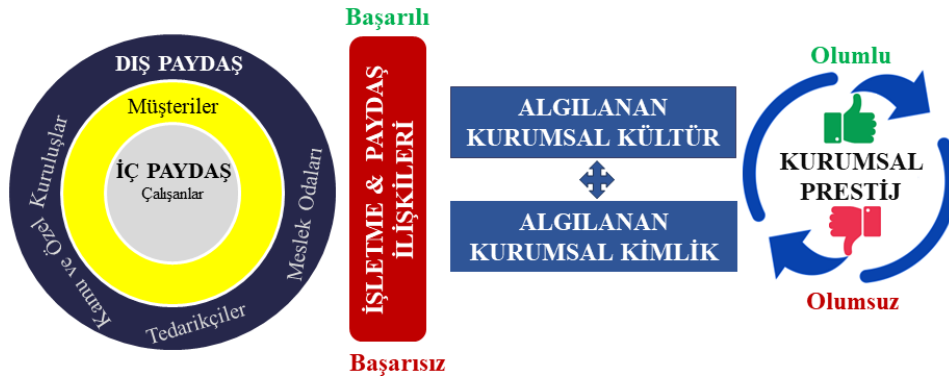 DIŞ PAYDAŞ
Müşteriler
İÇ PAYDAŞ
Çalışanlar
Kamu ve Özel Kuruluşlar
Tedarikçiler
Meslek Odaları
Başarılı
İŞLETME & PAYDAŞ
İLİŞKİLERİ
Başarısız
ALGILANAN
KURUMSAL KÜLTÜR
ALGILANAN
KURUMSAL KİMLİK
Olumlu
KURUMSAL
PRESTİJ
Olumsuz